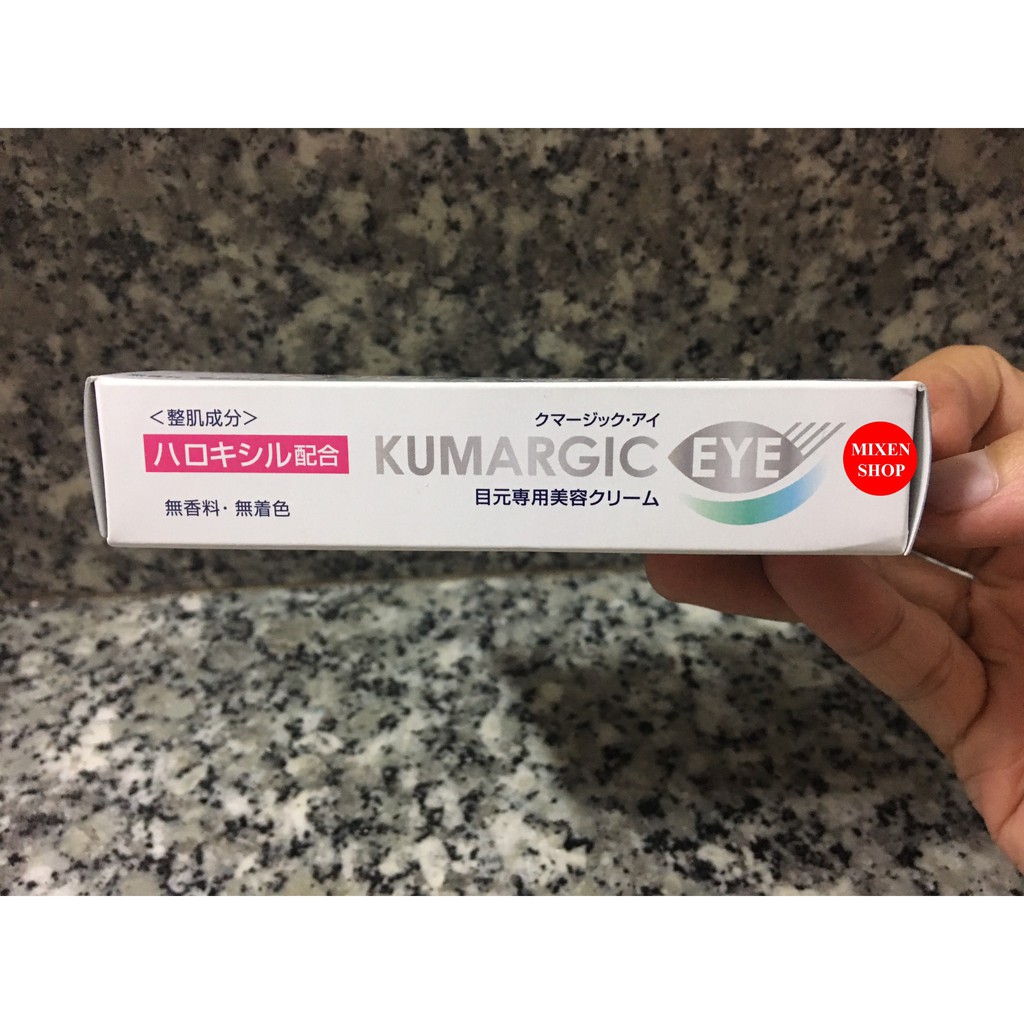 <整肌成分>
ハロキシル配合
無香料・無着色
クマージック・アイ
KUMARGIC EYE
目元専用美容クリーム
MIXEN
SHOP